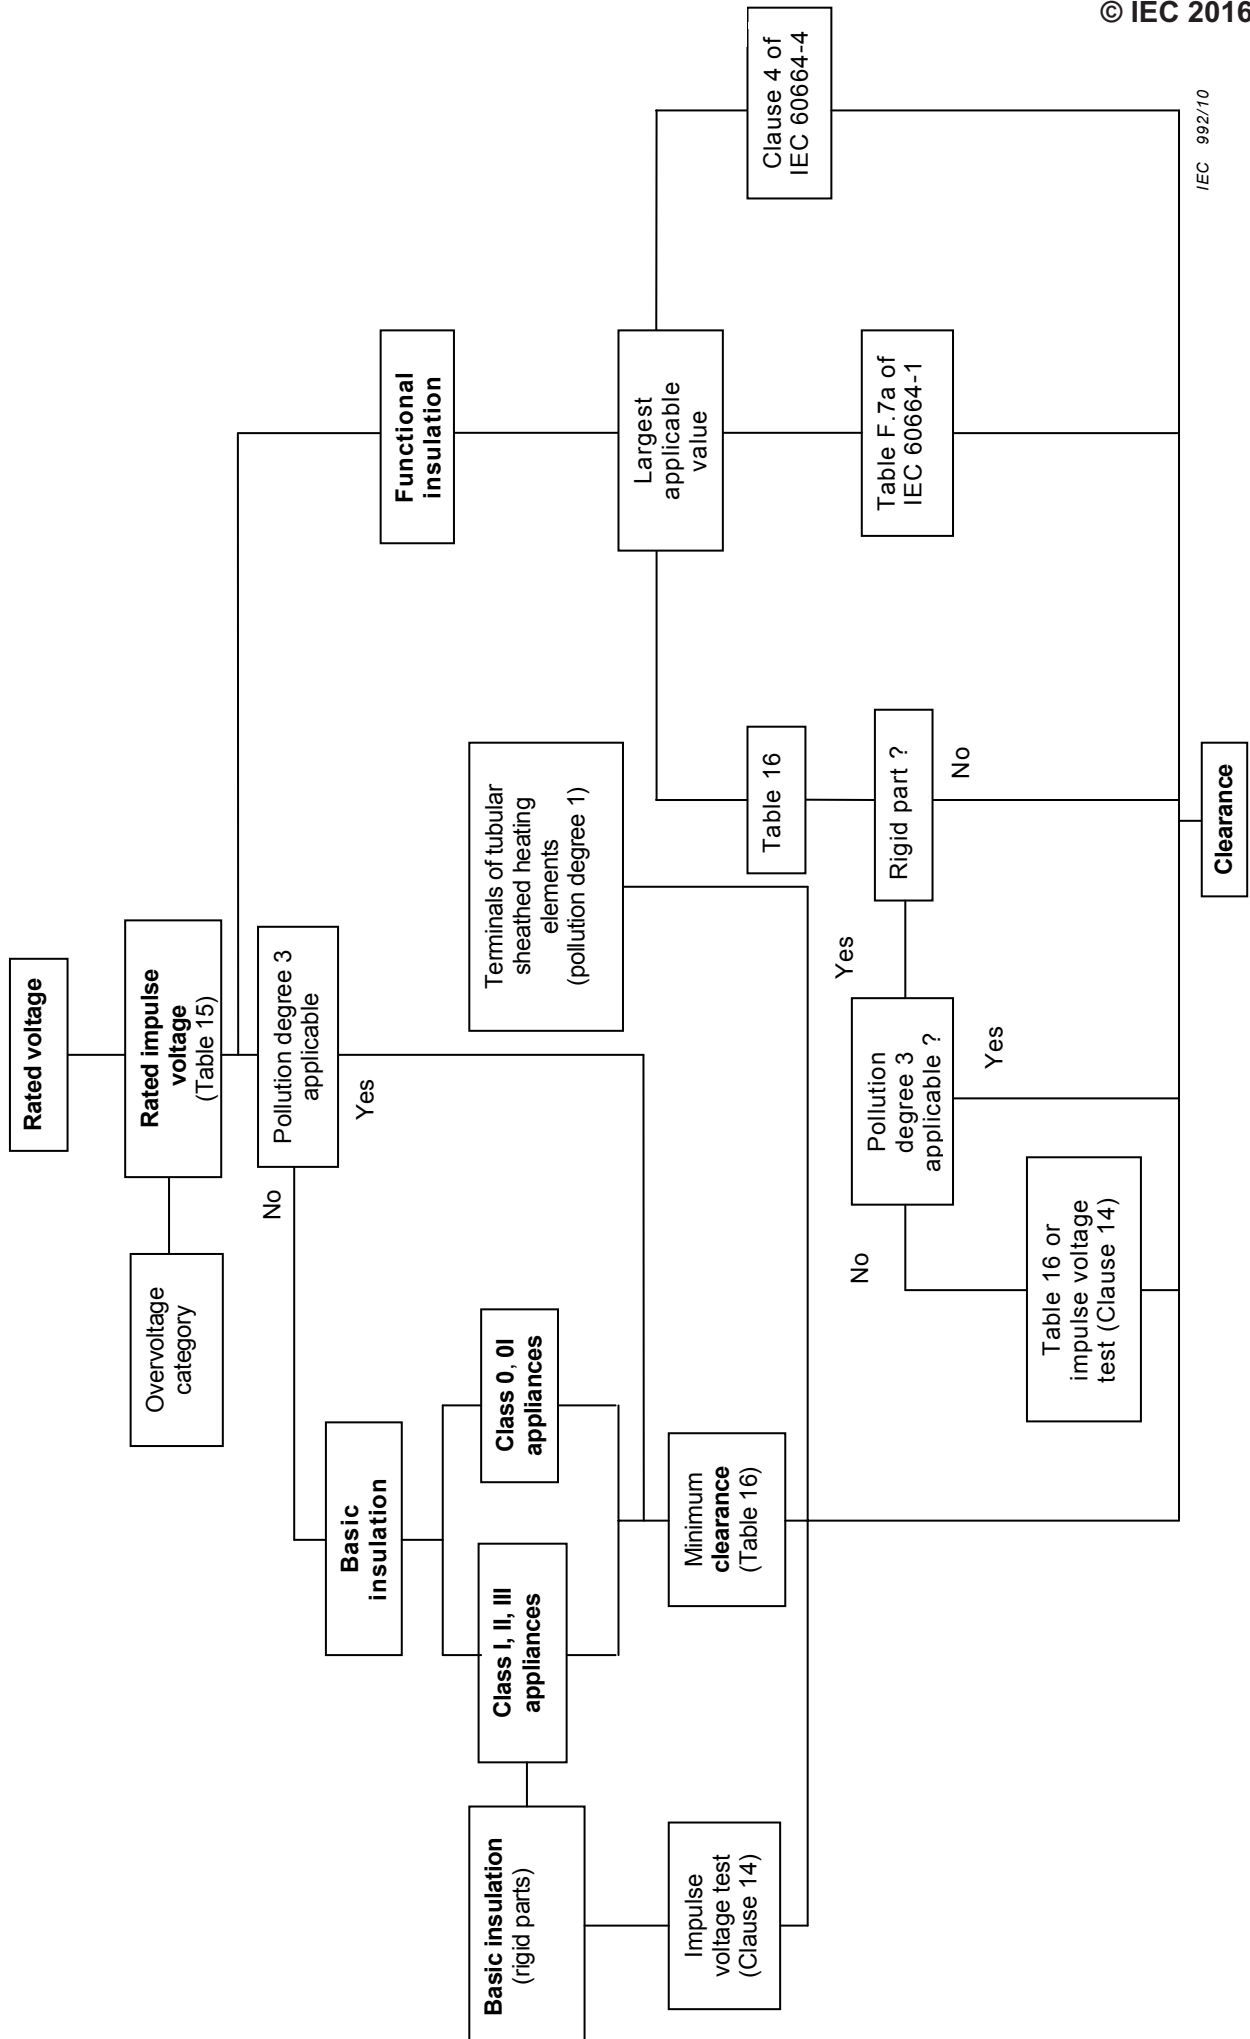 © IEC 2016
Rated voltage
Overvoltage
category
Rated impulse
voltage
(Table 15)
Pollution degree 3
applicable
No
Yes
Basic
insulation
Functional
insulation
Basic insulation
(rigid parts)
Class I, II, III
appliances
Class 0, 0I
appliances
Terminals of tubular
sheathed heating
elements
(pollution degree 1)
Largest
applicable
value
Impulse
voltage test
(Clause 14)
Minimum
clearance
(Table 16)
Table 16
Clause 4 of
IEC 60664-4
Table F.7a of
IEC 60664-1
Rigid part ?
Yes
No
Pollution
degree 3
applicable ?
No
Yes
Table 16 or
impulse voltage
test (Clause 14)
Clearance
IEC 992/10